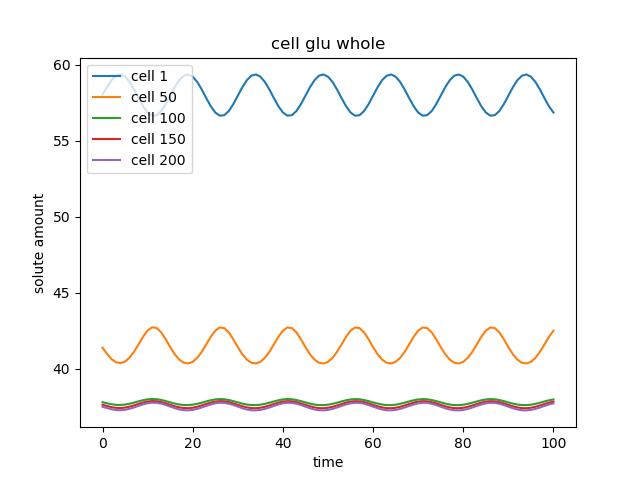 cell glu whole
60
55
50
45
40
solute amount
cell 1
cell 50
cell 100
cell 150
cell 200
0 20 40 60 80 100
time